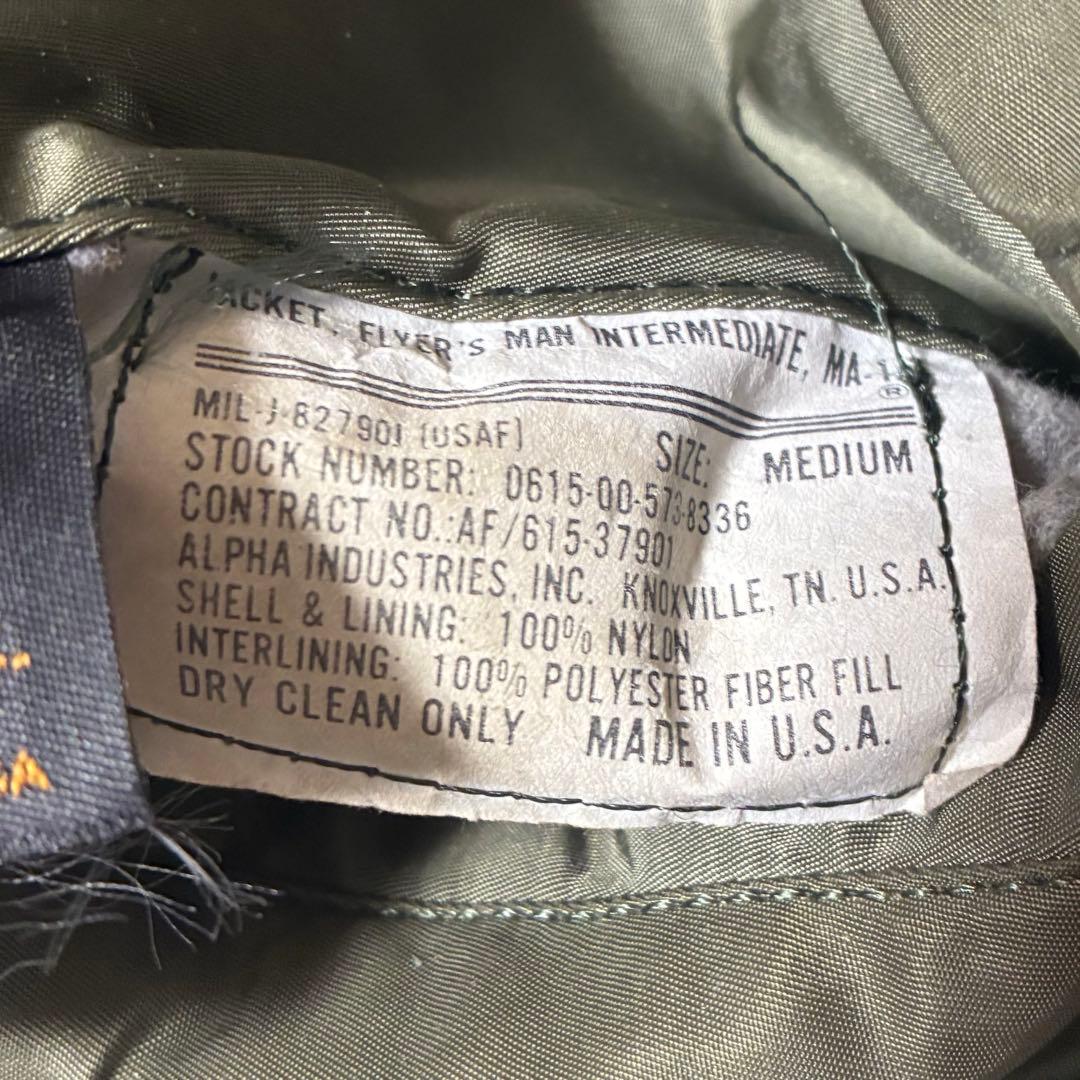 JACKET, FLYER'S MAN INTERMEDIATE, MA-1
®
MIL-J-82790J (USAF) SIZE: MEDIUM
STOCK NUMBER: 0615-00-573-8336
CONTRACT NO.:AF/615-37901
ALPHA INDUSTRIES, INC. KNOXVILLE, TN. U.S.A.
SHELL & LINING: 100% NYLON
INTERLINING: 100% POLYESTER FIBER FILL
DRY CLEAN ONLY MADE IN U.S.A.